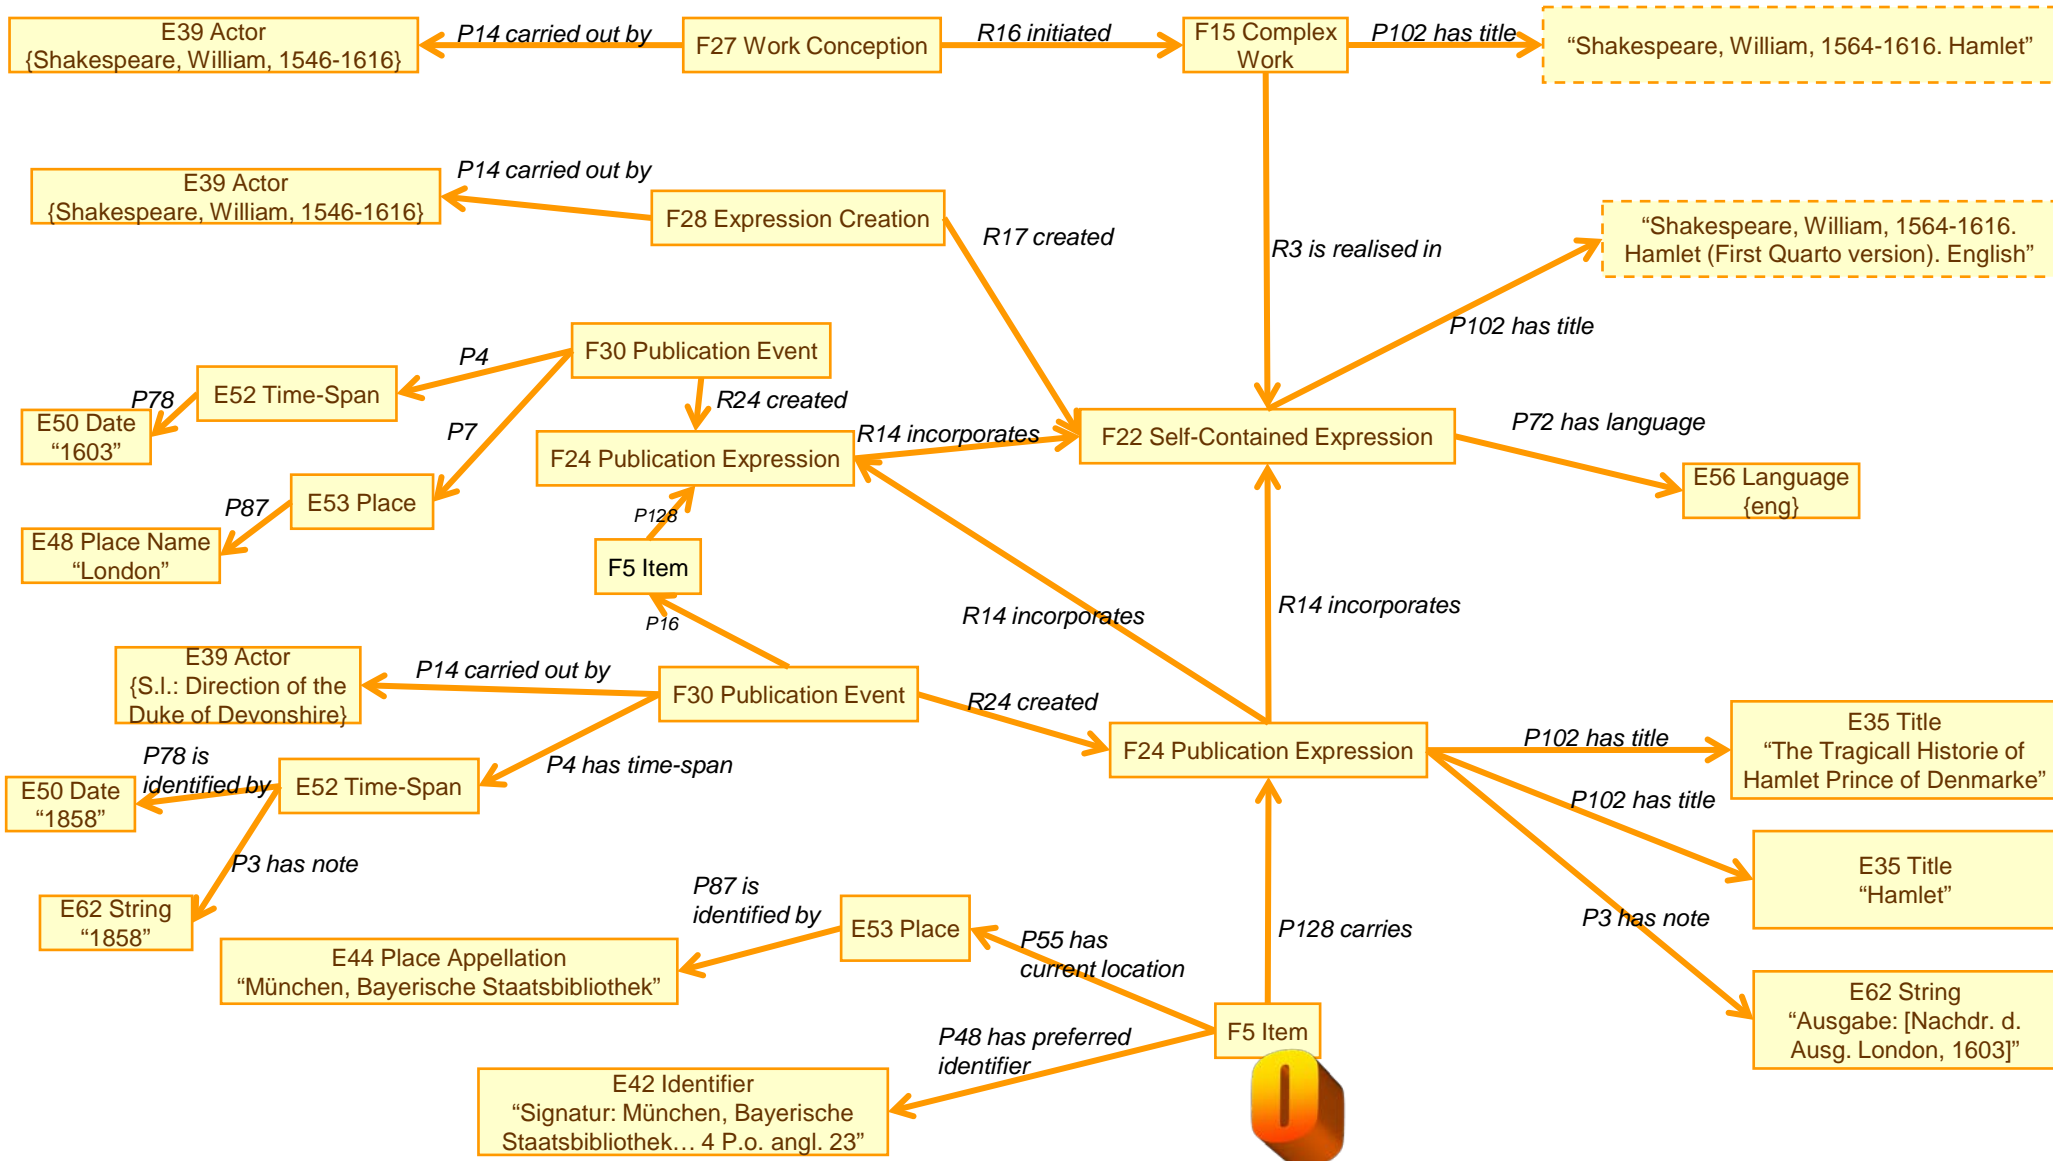 E39 Actor
{Shakespeare, William, 1546-1616}
P14 carried out by
F27 Work Conception
R16 initiated
F15 Complex
Work
P102 has title
“Shakespeare, William, 1564-1616. Hamlet”
E39 Actor
{Shakespeare, William, 1546-1616}
P14 carried out by
F28 Expression Creation
R17 created
R3 is realised in
“Shakespeare, William, 1564-1616.
Hamlet (First Quarto version). English”
P102 has title
F30 Publication Event
P4
E52 Time-Span
P78
E50 Date
“1603”
P7
R24 created
F24 Publication Expression
R14 incorporates
F22 Self-Contained Expression
P72 has language
E56 Language
{eng}
E53 Place
P87
E48 Place Name
“London”
P128
F5 Item
P16
R14 incorporates
R14 incorporates
E39 Actor
{S.l.: Direction of the
Duke of Devonshire}
P14 carried out by
F30 Publication Event
R24 created
F24 Publication Expression
P102 has title
E35 Title
“The Tragicall Historie of
Hamlet Prince of Denmarke”
P78 is
identified by
E50 Date
“1858”
E52 Time-Span
P4 has time-span
P102 has title
E35 Title
“Hamlet”
P3 has note
E62 String
“1858”
P87 is
identified by
E53 Place
P55 has
current location
P128 carries
P3 has note
E44 Place Appellation
“München, Bayerische Staatsbibliothek”
F5 Item
E62 String
“Ausgabe: [Nachdr. d.
Ausg. London, 1603]”
P48 has preferred
identifier
E42 Identifier
“Signatur: München, Bayerische
Staatsbibliothek… 4 P.o. angl. 23”
0